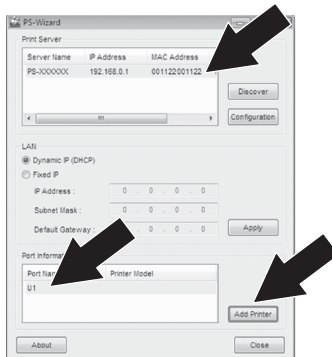 PS-Wizard
Print Server
Server Name IP Address MAC Address
PS-XXXXXX 192.168.0.1 001122001122
Discover
Configuration
LAN
Dynamic IP (DHCP)
Fixed IP
IP Address : 0 . 0 . 0 . 0
Subnet Mask : 0 . 0 . 0 . 0
Default Gateway : 0 . 0 . 0
Apply
Port Informat
Port Na Printer Model
U1
Add Printer
About Close